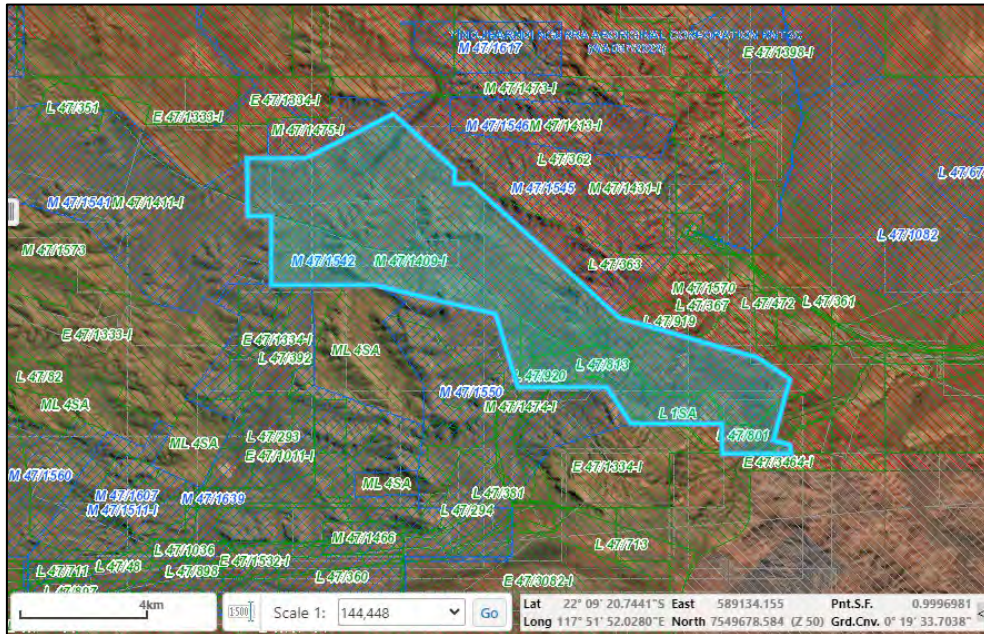 M 47/1617
E 47/1398-I
L 47/351
E 47/1334-I
M 47/1473-I
E 47/1333-I
M 47/1475-I
M 47/1546
M 47/1413-I
L 47/362
M 47/1541
M 47/1411-I
M 47/1545
M 47/1431-I
L 47/1082
M 47/1573
M 47/1542
M 47/1409-I
L 47/363
M 47/1570
L 47/367
L 47/472
L 47/361
L 47/919
E 47/1333-I
E 47/1334-I
L 47/392
ML 4SA
L 47/82
L 47/920
L 47/813
ML 4SA
M 47/1550
M 47/1474-I
L 1SA
ML 4SA
L 47/293
L 47/801
E 47/1011-I
E 47/1334-I
E 47/3464-I
M 47/1560
ML 4SA
M 47/1607
M 47/1639
L 47/381
M 47/1511-I
L 47/294
M 47/1466
L 47/1036
L 47/713
L 47/711
L 47/48
L 47/898
E 47/1532-I
L 47/360
E 47/3082-I
4km
Scale 1: 144,448
Go
Lat 22° 09' 20.7441"S East 589134.155 Pnt.S.F. 0.9996981
Long 117° 51' 52.0280"E North 7549678.584 (Z 50) Grd.Cnv. 0° 19' 33.7038"